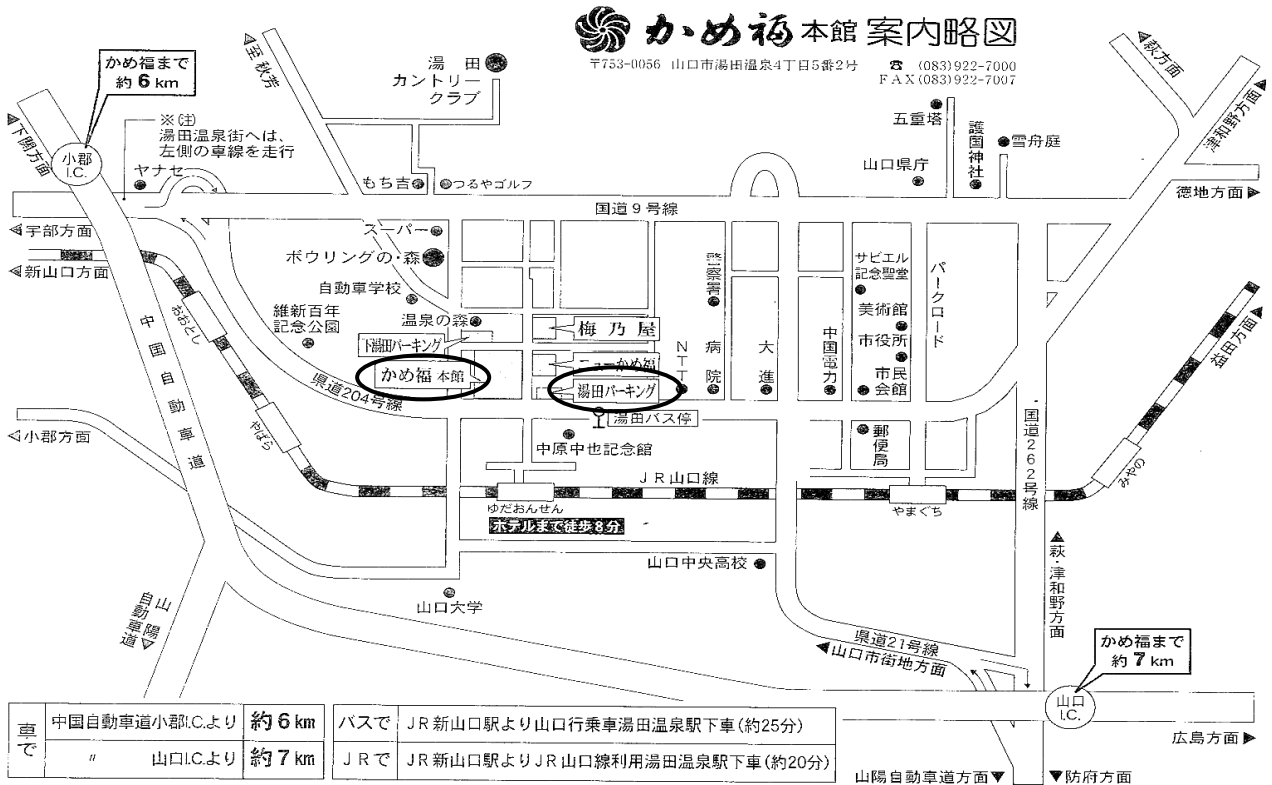 かめ福 本館 案内略図
〒753-0056 山口市湯田温泉4丁目5番2号 ☎(083)922-7000
FAX(083)922-7007
かめ福まで
約6km
◀至 秋芳
湯田
カントリー
クラブ
◀萩方面
◀下関方面
小郡
I.C.
※(注)
湯田温泉街へは、
左側の車線を走行
ヤナセ
もち吉
つるやゴルフ
五重塔
護国神社
雪舟庭
山口県庁
津和野方面
徳地方面▶
国道9号線
◀宇部方面
◁新山口方面
スーパー
ボウリングの・森
自動車学校
温泉の森
維新百年
記念公園
おおとし
中国自動車道
下湯田パーキング
かめ福 本館
梅乃屋
ニューかめ福
湯田パーキング
警察署
NTT
病院
大進
中国電力
サビエル
記念聖堂
美術館
市役所
市民
会館
パークロード
益田方面
県道204号線
湯田バス停
◁小郡方面
やばら
中原中也記念館
郵便局
国道262号線
JR山口線
ゆだおんせん
ホテルまで徒歩8分
やまぐち
みやの
山口中央高校
山口大学
山陽
自動車道
◀萩・津和野方面
県道21号線
◀山口市街地方面
かめ福まで
約7km
山口
I.C.
広島方面▶
山陽自動車道方面▼
▼防府方面
車で
中国自動車道小郡I.C.より 約6km
〃 山口I.C.より 約7km
バスで JR新山口駅より山口行乗車湯田温泉駅下車(約25分)
JRで JR新山口駅よりJR山口線利用湯田温泉駅下車(約20分)